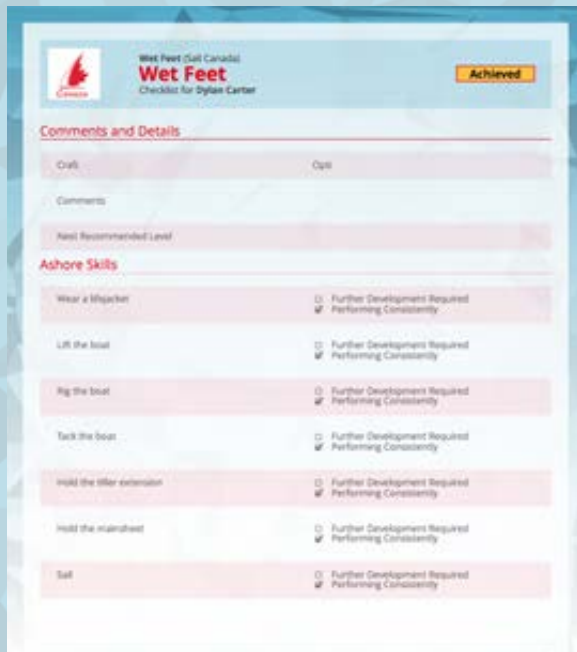 Wet Feet (Sail Canada)
Wet Feet
Checklist for Dylan Carter
Achieved
Comments and Details
Craft Opti
Comments
Next Recommended Level
Ashore Skills
Wear a lifejacket
☐ Further Development Required
☑ Performing Consistently
Lift the boat
☐ Further Development Required
☑ Performing Consistently
Rig the boat
☐ Further Development Required
☑ Performing Consistently
Tack the boat
☐ Further Development Required
☑ Performing Consistently
Hold the tiller extension
☐ Further Development Required
☑ Performing Consistently
Hold the mainsheet
☐ Further Development Required
☑ Performing Consistently
Sail
☐ Further Development Required
☑ Performing Consistently